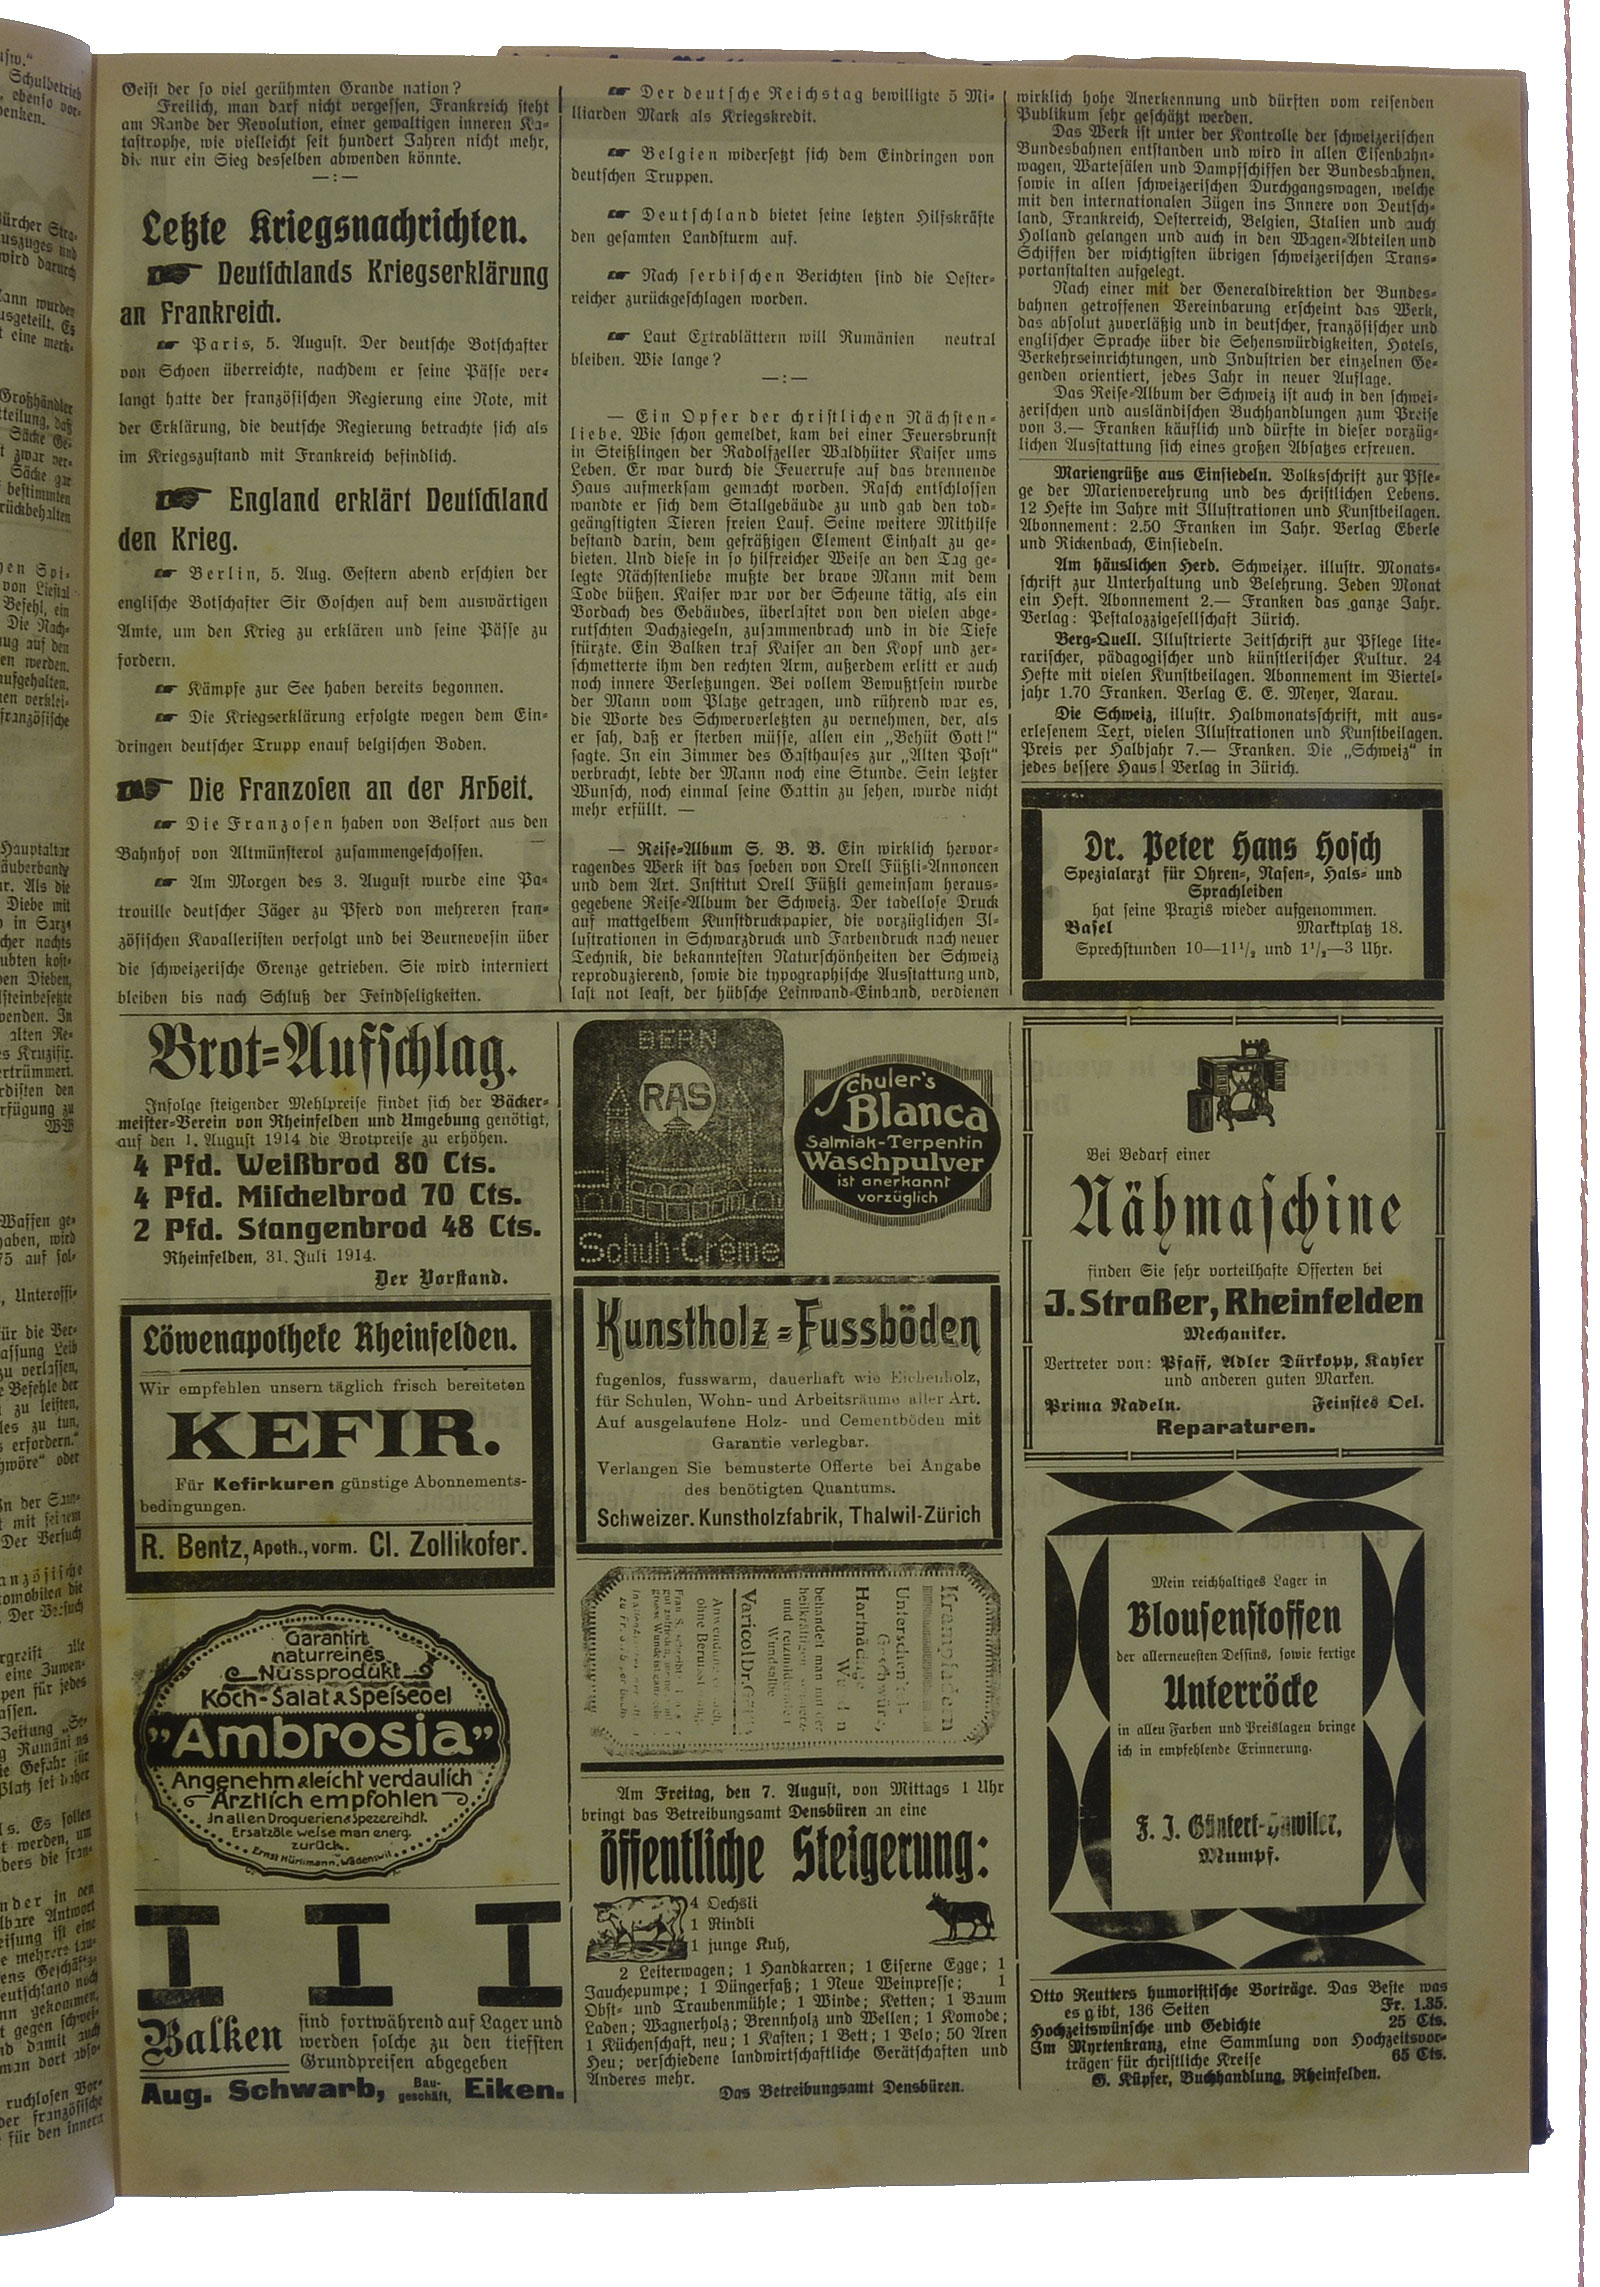 Geist der so viel gerühmten Grande nation?
Freilich, man darf nicht vergessen, Frankreich steht
am Rande der Revolution, einer gewaltigen inneren Ka-
tastrophe, wie vielleicht seit hundert Jahren nicht mehr,
die nur ein Sieg desselben abwenden könnte.
—:—
Letzte Kriegsnachrichten.
☛ Deutschlands Kriegserklärung
an Frankreich.
☛ Paris, 5. August. Der deutsche Botschafter
von Schoen überreichte, nachdem er seine Pässe ver-
langt hatte der französischen Regierung eine Note, mit
der Erklärung, die deutsche Regierung betrachte sich als
im Kriegszustand mit Frankreich befindlich.
☛ England erklärt Deutschland
den Krieg.
☛ Berlin, 5. Aug. Gestern abend erschien der
englische Botschafter Sir Goschen auf dem auswärtigen
Amte, um den Krieg zu erklären und seine Pässe zu
fordern.
☛ Kämpfe zur See haben bereits begonnen.
☛ Die Kriegserklärung erfolgte wegen dem Ein-
dringen deutscher Trupp enauf belgischen Boden.
☛ Die Franzosen an der Arbeit.
☛ Die Franzosen haben von Belfort aus den
Bahnhof von Altmünsterol zusammengeschossen.
☛ Am Morgen des 3. August wurde eine Pa-
trouille deutscher Jäger zu Pferd von mehreren fran-
zösischen Kavalleristen verfolgt und bei Beurnevesin über
die schweizerische Grenze getrieben. Sie wird interniert
bleiben bis nach Schluß der Feindseligkeiten.
☛ Der deutsche Reichstag bewilligte 5 Mi-
lliarden Mark als Kriegskredit.
☛ Belgien widersetzt sich dem Eindringen von
deutschen Truppen.
☛ Deutschland bietet seine letzten Hilfskräfte
den gesamten Landsturm auf.
☛ Nach serbischen Berichten sind die Oester-
reicher zurückgeschlagen worden.
☛ Laut Extrablättern will Rumänien neutral
bleiben. Wie lange?
—:—
— Ein Opfer der christlichen Nächsten-
liebe. Wie schon gemeldet, kam bei einer Feuersbrunst
in Steißlingen der Radolfzeller Waldhüter Kaiser ums
Leben. Er war durch die Feuerrufe auf das brennende
Haus aufmerksam gemacht worden. Rasch entschlossen
wandte er sich dem Stallgebäude zu und gab den tod-
geängstigten Tieren freien Lauf. Seine weitere Mithilfe
bestand darin, dem gefräßigen Element Einhalt zu ge-
bieten. Und diese in so hilfreicher Weise an den Tag ge-
legte Nächstenliebe mußte der brave Mann mit dem
Tode büßen. Kaiser war vor der Scheune tätig, als ein
Vordach des Gebäudes, überlastet von den vielen abge-
rutschten Dachziegeln, zusammenbrach und in die Tiefe
stürzte. Ein Balken traf Kaiser an den Kopf und zer-
schmetterte ihm den rechten Arm, außerdem erlitt er auch
noch innere Verletzungen. Bei vollem Bewußtsein wurde
der Mann vom Platze getragen, und rührend war es,
die Worte des Schwerverletzten zu vernehmen, der, als
er sah, daß er sterben müsse, allen ein „Behüt Gott!"
sagte. In ein Zimmer des Gasthauses zur „Alten Post"
verbracht, lebte der Mann noch eine Stunde. Sein letzter
Wunsch, noch einmal seine Gattin zu sehen, wurde nicht
mehr erfüllt. —
— Reise-Album S. B. B. Ein wirklich hervor-
ragendes Werk ist das soeben von Orell Füßli-Annoncen
und dem Art. Institut Orell Füßli gemeinsam heraus-
gegebene Reise-Album der Schweiz. Der tadellose Druck
auf mattgelbem Kunstdruckpapier, die vorzüglichen Il-
lustrationen in Schwarzdruck und Farbendruck nach neuer
Technik, die bekanntesten Naturschönheiten der Schweiz
reproduzierend, sowie die typographische Ausstattung und,
last not least, der hübsche Leinwand-Einband, verdienen
wirklich hohe Anerkennung und dürften vom reisenden
Publikum sehr geschätzt werden.
Das Werk ist unter der Kontrolle der schweizerischen
Bundesbahnen entstanden und wird in allen Eisenbahn-
wagen, Wartesälen und Dampfschiffen der Bundesbahnen,
sowie in allen schweizerischen Durchgangswagen, welche
mit den internationalen Zügen ins Innere von Deutsch-
land, Frankreich, Oesterreich, Belgien, Italien und auch
Holland gelangen und auch in den Wagen-Abteilen und
Schiffen der wichtigsten übrigen schweizerischen Trans-
portanstalten aufgelegt.
Nach einer mit der Generaldirektion der Bundes-
bahnen getroffenen Vereinbarung erscheint das Werk,
das absolut zuverläßig und in deutscher, französischer und
englischer Sprache über die Sehenswürdigkeiten, Hotels,
Verkehrseinrichtungen, und Industrien der einzelnen Ge-
genden orientiert, jedes Jahr in neuer Auflage.
Das Reise-Album der Schweiz ist auch in den schwei-
zerischen und ausländischen Buchhandlungen zum Preise
von 3.— Franken käuflich und dürfte in dieser vorzüg-
lichen Ausstattung sich eines großen Absatzes erfreuen.
Mariengrüße aus Einsiedeln. Volksschrift zur Pfle-
ge der Marienverehrung und des christlichen Lebens.
12 Hefte im Jahre mit Illustrationen und Kunstbeilagen.
Abonnement: 2.50 Franken im Jahr. Verlag Eberle
und Rickenbach, Einsiedeln.
Am häuslichen Herd. Schweizer. illustr. Monats-
schrift zur Unterhaltung und Belehrung. Jeden Monat
ein Heft. Abonnement 2.— Franken das ganze Jahr.
Verlag: Pestalozzigesellschaft Zürich.
Berg-Quell. Illustrierte Zeitschrift zur Pflege lite-
rarischer, pädagogischer und künstlerischer Kultur. 24
Hefte mit vielen Kunstbeilagen. Abonnement im Viertel-
jahr 1.70 Franken. Verlag E. E. Meyer, Aarau.
Die Schweiz, illustr. Halbmonatsschrift, mit aus-
erlesenem Text, vielen Illustrationen und Kunstbeilagen.
Preis per Halbjahr 7.— Franken. Die „Schweiz" in
jedes bessere Haus! Verlag in Zürich.
Dr. Peter Hans Hosch
Spezialarzt für Ohren-, Nasen-, Hals- und
Sprachleiden
hat seine Praxis wieder aufgenommen.
Basel Marktplatz 18.
Sprechstunden 10—11½ und 1½—3 Uhr.
Brot-Aufschlag.
Infolge steigender Mehlpreise findet sich der Bäcker-
meister-Verein von Rheinfelden und Umgebung genötigt,
auf den 1. August 1914 die Brotpreise zu erhöhen.
4 Pfd. Weißbrod 80 Cts.
4 Pfd. Mischelbrod 70 Cts.
2 Pfd. Stangenbrod 48 Cts.
Rheinfelden, 31. Juli 1914.
Der Vorstand.
Löwenapotheke Rheinfelden.
Wir empfehlen unsern täglich frisch bereiteten
KEFIR.
Für Kefirkuren günstige Abonnements-
bedingungen.
R. Bentz, Apoth., vorm. Cl. Zollikofer.
Garantirt
naturreines
Nussprodukt
Koch-Salat & Speiseoel
"Ambrosia"
Angenehm & leicht verdaulich
Ärztlich empfohlen
In allen Droguerien & Spezereihdl.
Ersatzöle weise man energ.
zurück.
Ernst Hürlimann, Wädenswil.
III
Balken
sind fortwährend auf Lager und
werden solche zu den tiefsten
Grundpreisen abgegeben
Aug. Schwarb, Bau-geschäft, Eiken.
BERN
RAS
Schuh-Crême
Schuler's
Blanca
Salmiak-Terpentin
Waschpulver
ist anerkannt
vorzüglich
Kunstholz-Fussböden
fugenlos, fusswarm, dauerhaft wie Eichenholz,
für Schulen, Wohn- und Arbeitsräume aller Art.
Auf ausgelaufene Holz- und Cementböden mit
Garantie verlegbar.
Verlangen Sie bemusterte Offerte bei Angabe
des benötigten Quantums.
Schweizer. Kunstholzfabrik, Thalwil-Zürich
Krampfadern
Unterschenkel-
Geschwüre,
Hartnäckige
behandelt man mit der
und reizmildernden
Wundsalbe
Varicol Dr.
ohne Berufsstörung.
Am Freitag, den 7. August, von Mittags 1 Uhr
bringt das Betreibungsamt Densbüren an eine
öffentliche Steigerung:
4 Oechsli
1 Rindli
1 junge Kuh,
2 Leiterwagen; 1 Handkarren; 1 Eiserne Egge; 1
Jauchepumpe; 1 Düngerfaß; 1 Neue Weinpresse; 1
Obst- und Traubenmühle; 1 Winde; Ketten; 1 Baum
Laden; Wagnerholz; Brennholz und Wellen; 1 Komode;
1 Küchenschaft, neu; 1 Kasten; 1 Bett; 1 Velo; 50 Aren
Heu; verschiedene landwirtschaftliche Gerätschaften und
Anderes mehr.
Das Betreibungsamt Densbüren.
Bei Bedarf einer
Nähmaschine
finden Sie sehr vorteilhafte Offerten bei
J. Straßer, Rheinfelden
Mechaniker.
Vertreter von: Pfaff, Adler Dürkopp, Kayser
und anderen guten Marken.
Prima Nadeln. Feinstes Oel.
Reparaturen.
Mein reichhaltiges Lager in
Blousenstoffen
der allerneuesten Dessins, sowie fertige
Unterröcke
in allen Farben und Preislagen bringe
ich in empfehlende Erinnerung.
F. J. Güntert
Mumpf.
Otto Reutters humoristische Vorträge. Das Beste was
es gibt, 136 Seiten Fr. 1.35.
Hochzeitswünsche und Gedichte 25 Cts.
Im Myrtenkranz, eine Sammlung von Hochzeitsvor-
trägen für christliche Kreise 65 Cts.
G. Küpfer, Buchhandlung, Rheinfelden.